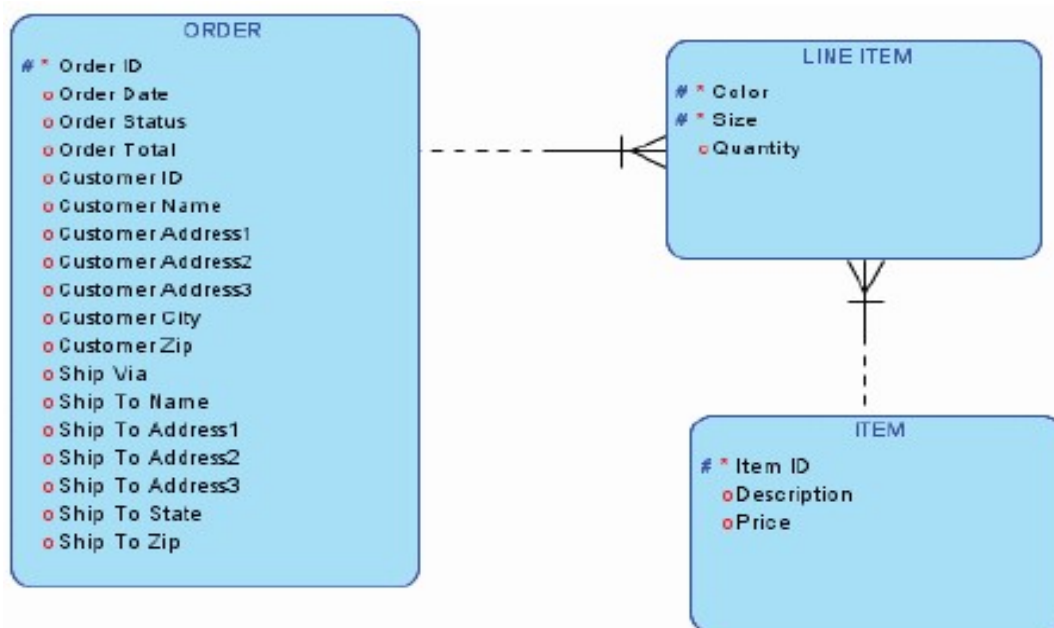 ORDER
# * Order ID
o Order Date
o Order Status
o Order Total
o Customer ID
o Customer Name
o Customer Address1
o Customer Address2
o Customer Address3
o Customer City
o Customer Zip
o Ship Via
o Ship To Name
o Ship To Address1
o Ship To Address2
o Ship To Address3
o Ship To State
o Ship To Zip
LINE ITEM
# * Color
# * Size
o Quantity
ITEM
# * Item ID
o Description
o Price